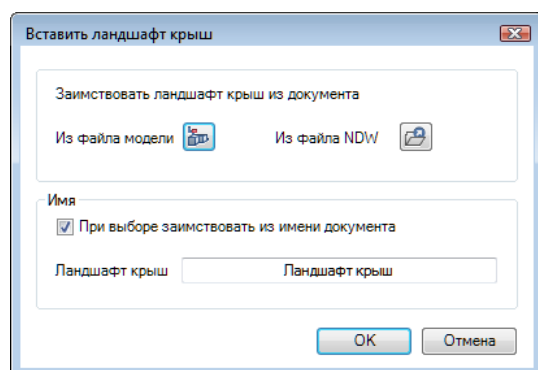 Вставить ландшафт крыш
Заимствовать ландшафт крыш из документа
Из файла модели Из файла NDW
Имя
При выборе заимствовать из имени документа
Ландшафт крыш Ландшафт крыш
OK Отмена